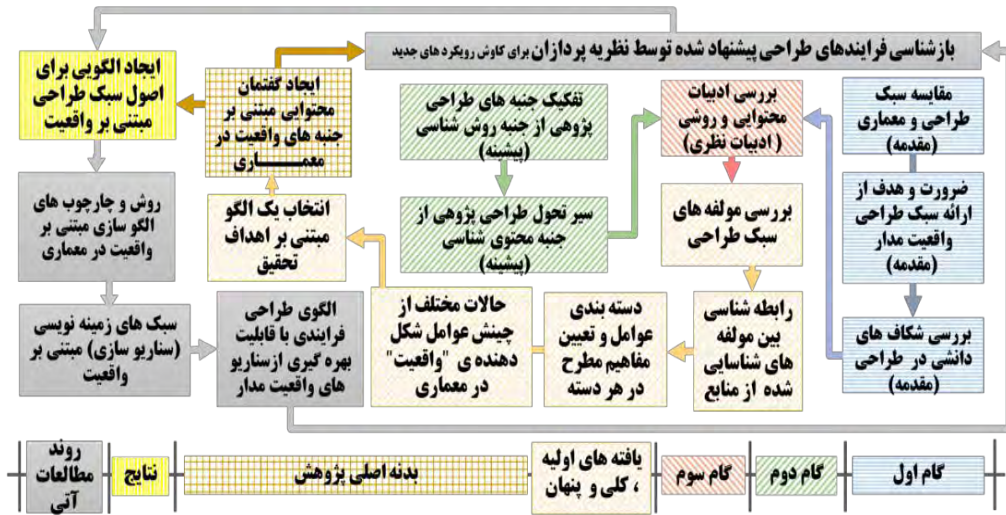 بازشناسی فرایندهای طراحی پیشنهاد شده توسط نظریه پردازان برای کاوش رویکردهای جدید
مقایسه سبک
طراحی و معماری
(مقدمه)
ضرورت و هدف از
ارائه سبک طراحی
واقعیت مدار
(مقدمه)
بررسی شکاف های
دانشی در طراحی
(مقدمه)
تفکیک جنبه های طراحی
پژوهی از جنبه روش شناسی
(پیشینه)
سیر تحول طراحی پژوهی از
جنبه محتوی شناسی
(پیشینه)
بررسی ادبیات
محتوایی و روشی
(ادبیات نظری)
بررسی مولفه های
سبک طراحی
رابطه شناسی
بین مولفه
های شناسایی
شده از منابع
دسته بندی
عوامل و تعیین
مفاهیم مطرح
در هر دسته
حالات مختلف از
چینش عوامل شکل
دهنده ی "واقعیت"
در معماری
انتخاب یک الگو
مبتنی بر اهداف
تحقیق
ایجاد گفتمان
محتوایی مبتنی بر
جنبه های واقعیت در
معمـــــاری
ایجاد الگویی برای
اصول سبک طراحی
مبتنی بر واقعیت
روش و چارچوب های
الگو سازی مبتنی بر
واقعیت در معماری
سبک های زمینه نویسی
(سناریو سازی) مبتنی بر
واقعیت
الگوی طراحی
فرایندی با قابلیت
بهره گیری ازسناریو
های واقعیت مدار
گام اول
گام دوم
گام سوم
یافته های اولیه
، کلی و پنهان
بدنه اصلی پژوهش
نتایج
روند
مطالعات
آتی